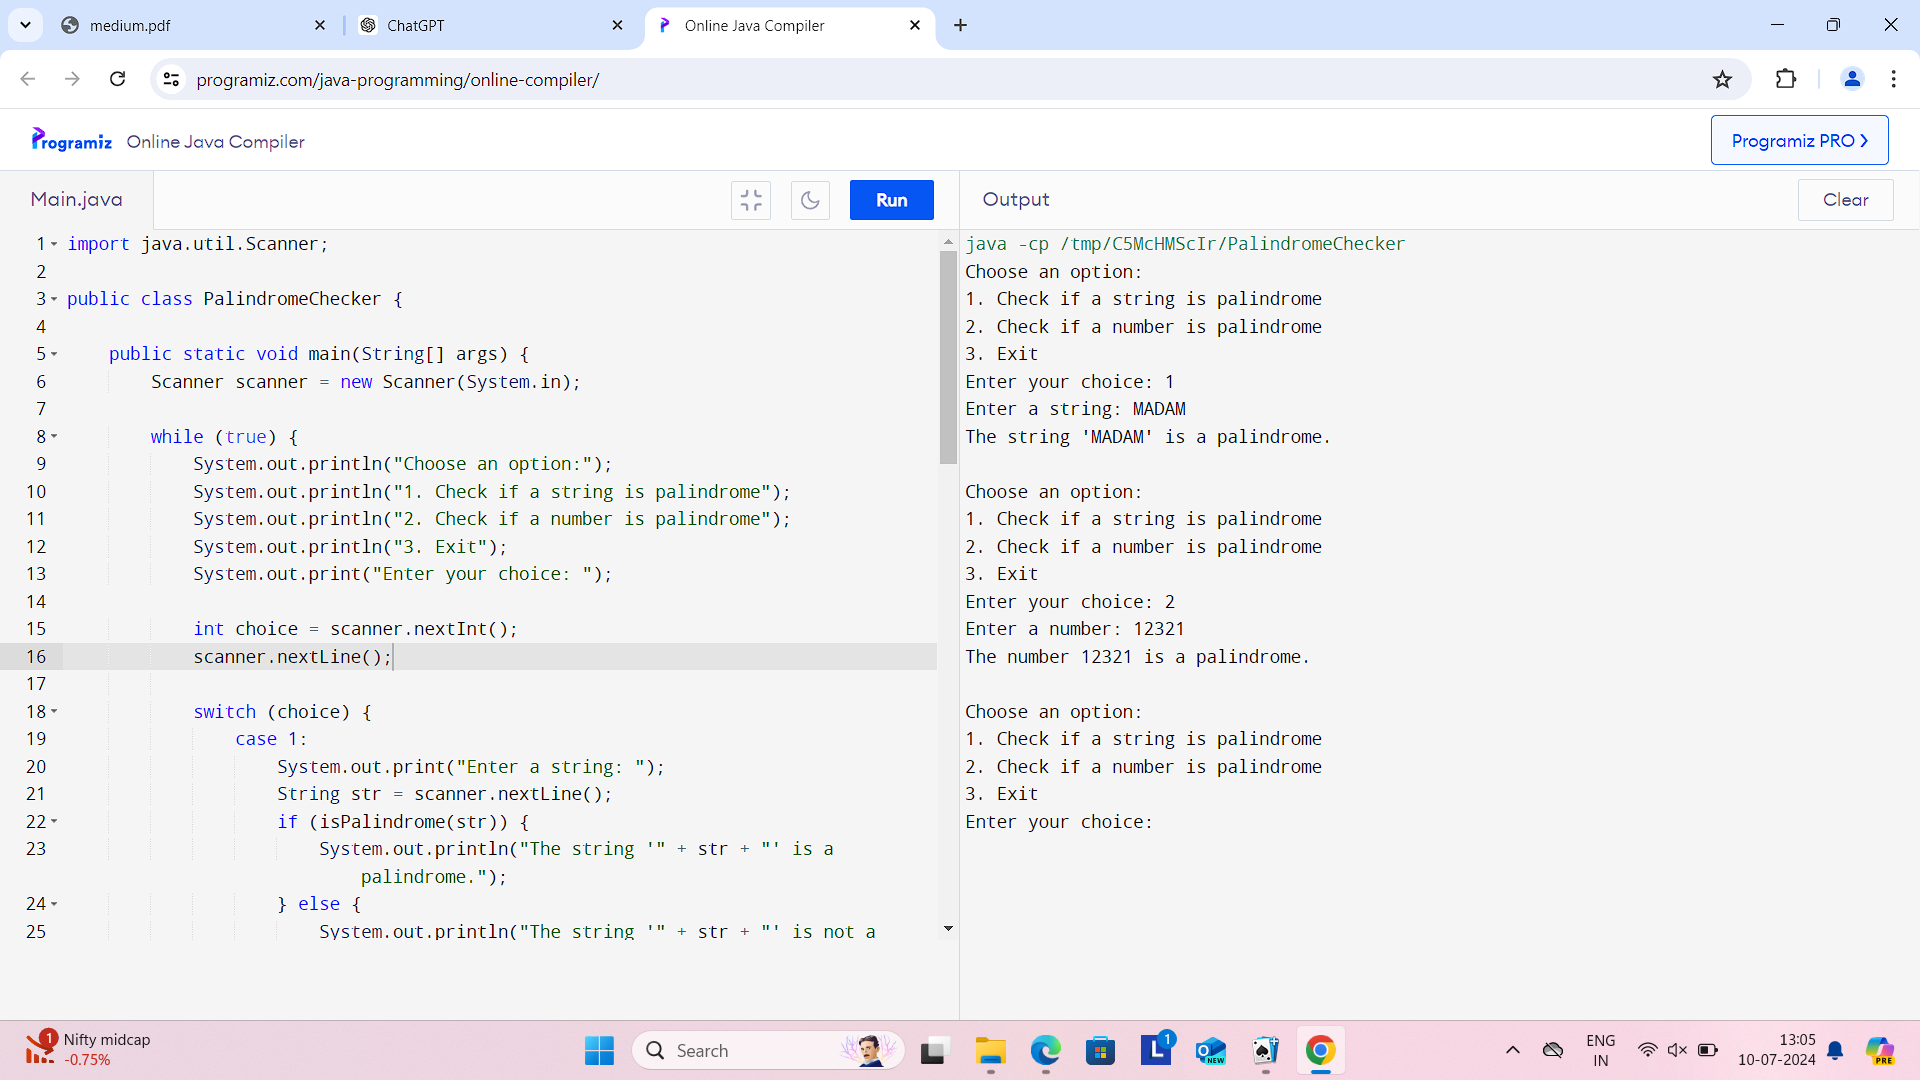 medium.pdf
ChatGPT
Online Java Compiler
programiz.com/java-programming/online-compiler/
Programiz
Online Java Compiler
Programiz PRO
Main.java
Run
Output
Clear
1 import java.util.Scanner;
2
3 public class PalindromeChecker {
4
5 public static void main(String[] args) {
6 Scanner scanner = new Scanner(System.in);
7
8 while (true) {
9 System.out.println("Choose an option:");
10 System.out.println("1. Check if a string is palindrome");
11 System.out.println("2. Check if a number is palindrome");
12 System.out.println("3. Exit");
13 System.out.print("Enter your choice: ");
14
15 int choice = scanner.nextInt();
16 scanner.nextLine();
17
18 switch (choice) {
19 case 1:
20 System.out.print("Enter a string: ");
21 String str = scanner.nextLine();
22 if (isPalindrome(str)) {
23 System.out.println("The string '" + str + "' is a
palindrome.");
24 } else {
25 System.out.println("The string '" + str + "' is not a
java -cp /tmp/C5McHMScIr/PalindromeChecker
Choose an option:
1. Check if a string is palindrome
2. Check if a number is palindrome
3. Exit
Enter your choice: 1
Enter a string: MADAM
The string 'MADAM' is a palindrome.
Choose an option:
1. Check if a string is palindrome
2. Check if a number is palindrome
3. Exit
Enter your choice: 2
Enter a number: 12321
The number 12321 is a palindrome.
Choose an option:
1. Check if a string is palindrome
2. Check if a number is palindrome
3. Exit
Enter your choice:
1
Nifty midcap
-0.75%
Search
L
1
NEW
ENG
IN
13:05
10-07-2024
PRE